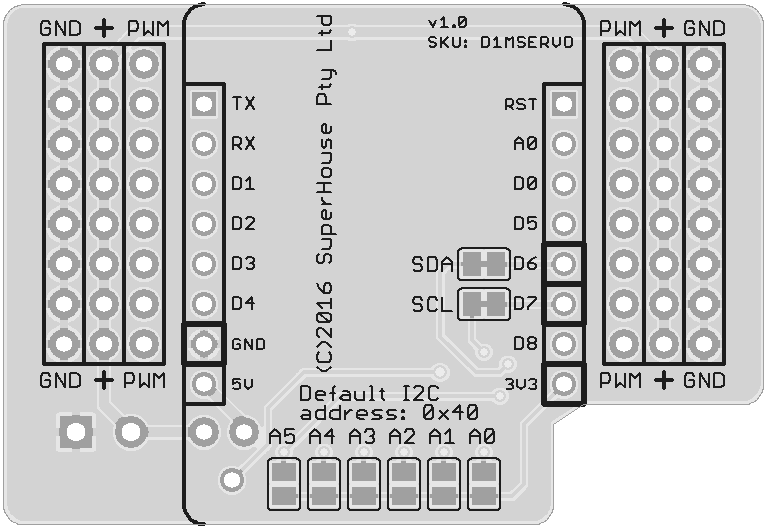 GND + PWM
v1.0
SKU: D1MSERVO
PWM + GND
(C)2016 SuperHouse Pty Ltd
TX
RX
D1
D2
D3
D4
GND
5V
RST
A0
D0
D5
SDA D6
SCL D7
D8
3V3
GND + PWM
PWM + GND
Default I2C
address: 0x40
A5 A4 A3 A2 A1 A0